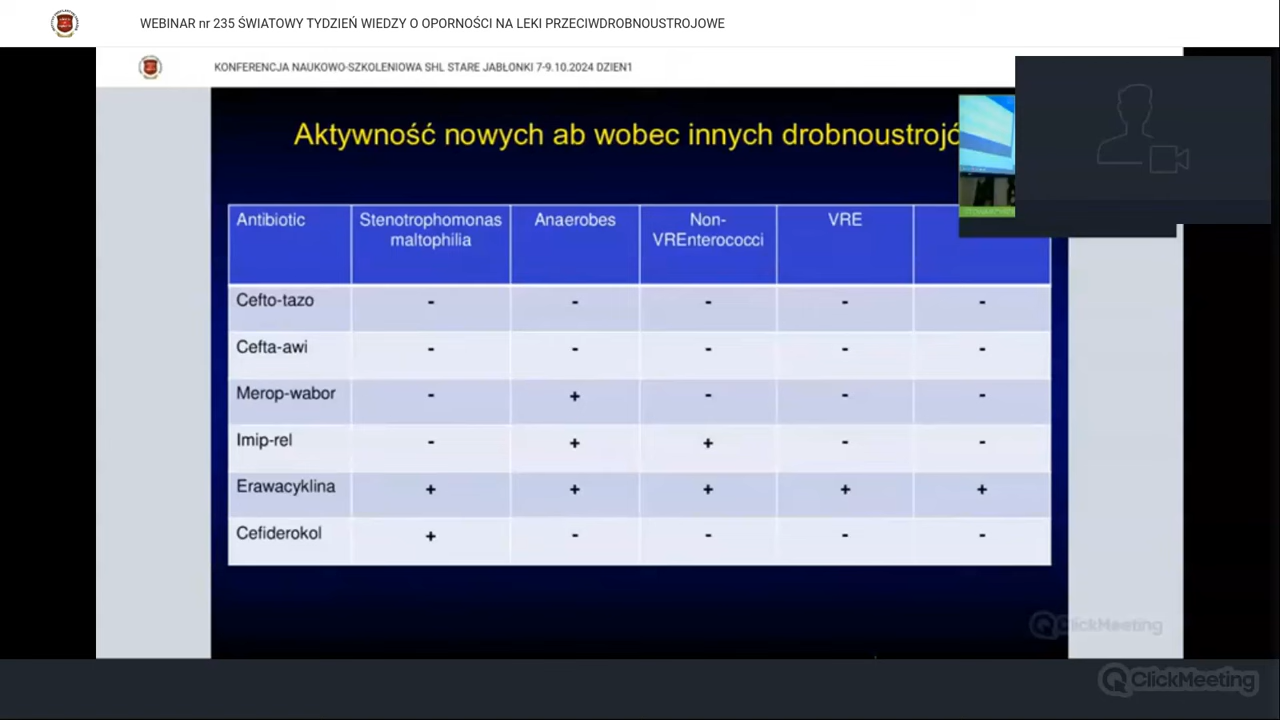 WEBINAR nr 235 ŚWIATOWY TYDZIEŃ WIEDZY O OPORNOŚCI NA LEKI PRZECIWDROBNOUSTROJOWE
KONFERENCJA NAUKOWO-SZKOLENIOWA SHL STARE JABŁONKI 7-9.10.2024 DZIEN1
Aktywność nowych ab wobec innych drobnoustrojó
Antibiotic Stenotrophomonas maltophilia Anaerobes Non-VREnterococci VRE
Cefto-tazo - - - - -
Cefta-awi - - - - -
Merop-wabor - + - - -
Imip-rel - + + - -
Erawacyklina + + + + +
Cefiderokol + - - - -
ClickMeeting
ClickMeeting